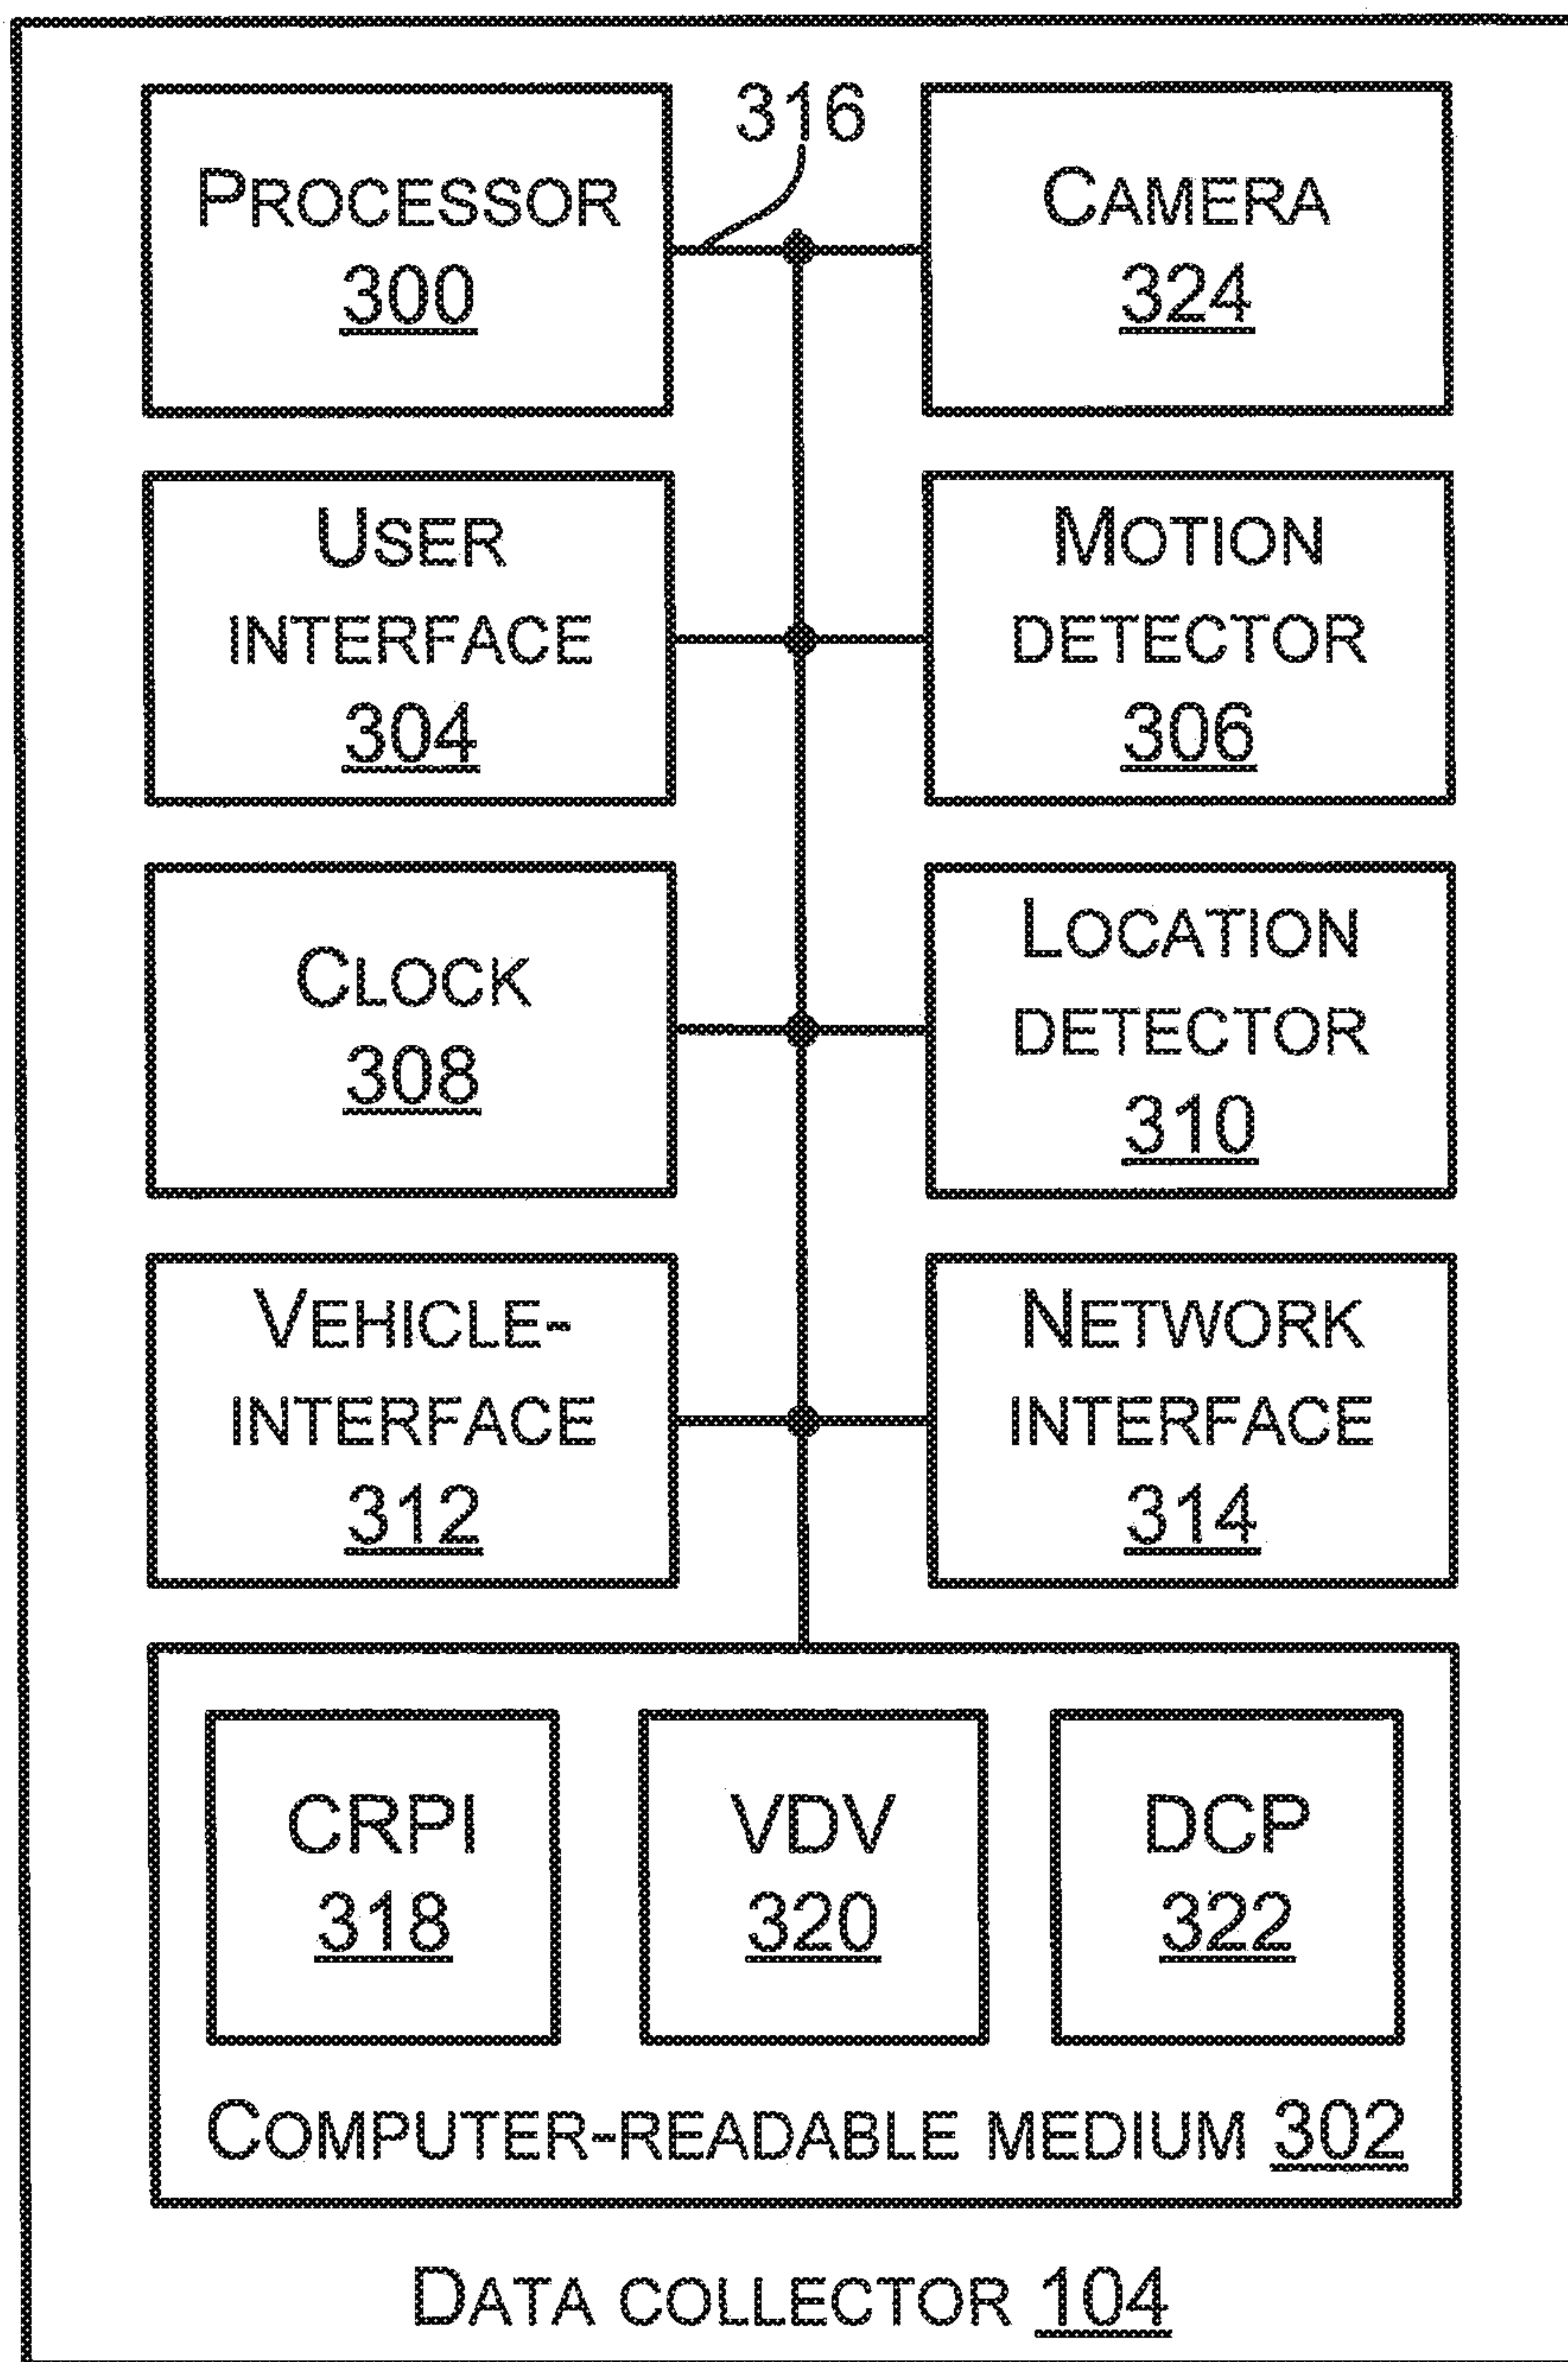 316
PROCESSOR
300
CAMERA
324
USER
INTERFACE
304
MOTION
DETECTOR
306
CLOCK
308
LOCATION
DETECTOR
310
VEHICLE-
INTERFACE
312
NETWORK
INTERFACE
314
CRPI
318
VDV
320
DCP
322
COMPUTER-READABLE MEDIUM 302
DATA COLLECTOR 104